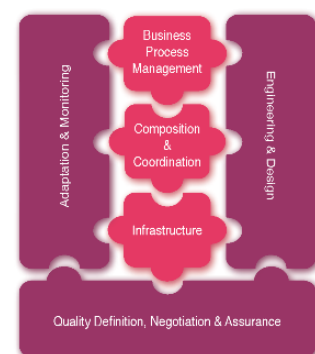 Business
Process
Management
Adaptation & Monitoring
Composition
&
Coordination
Engineering & Design
Infrastructure
Quality Definition, Negotiation & Assurance